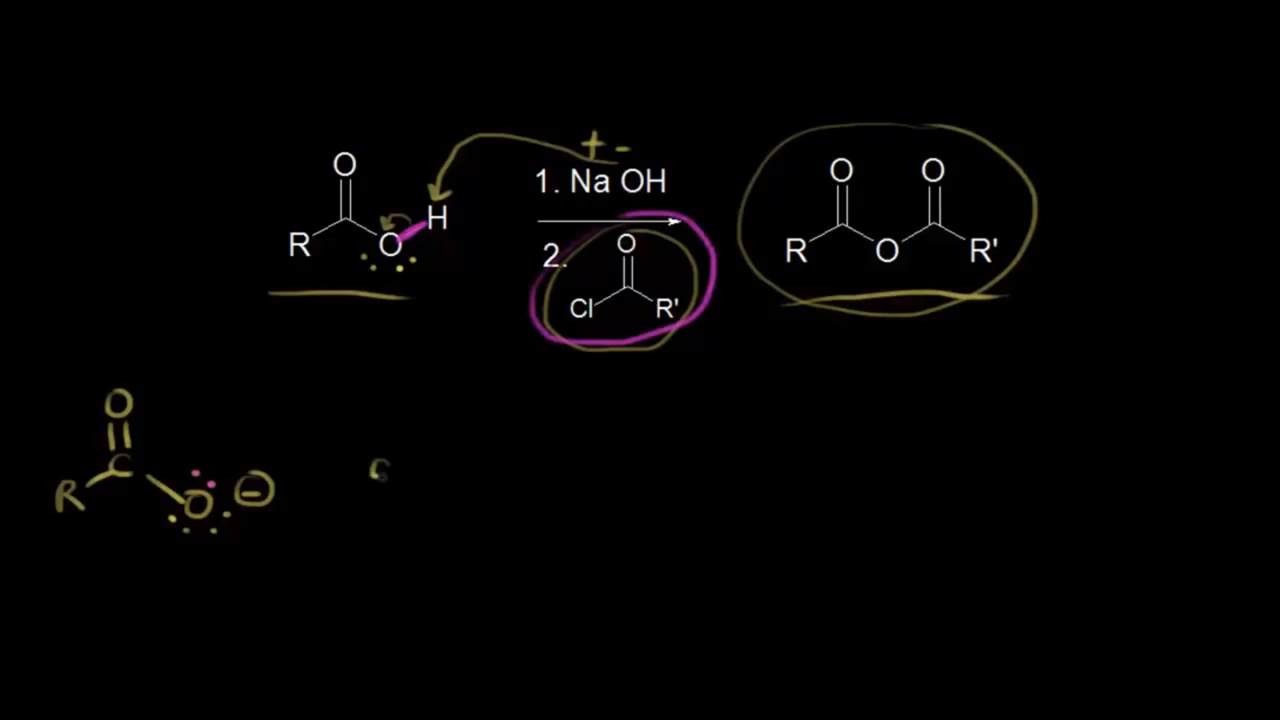 O
R O H
+ -
1. Na OH
2.
O
Cl R'
O O
R O R'
O
C
R O -